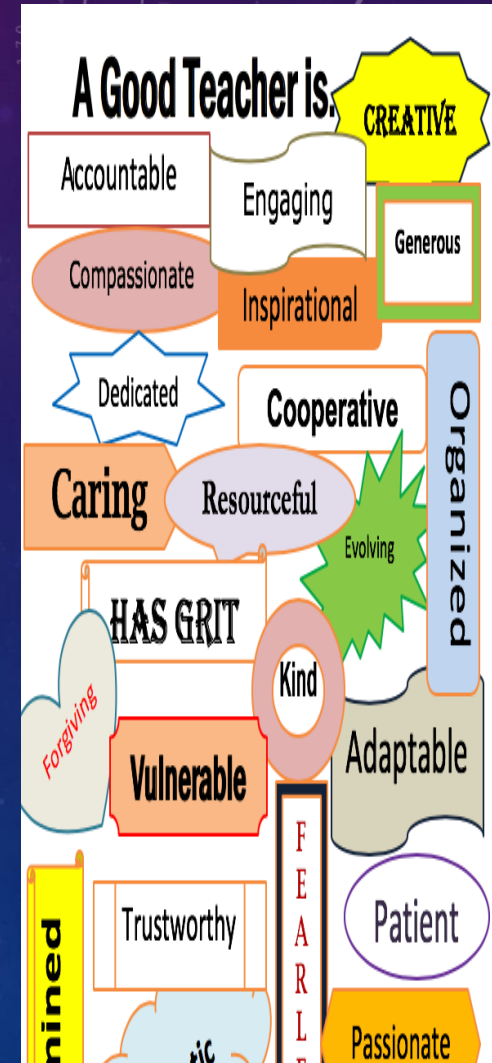 A Good Teacher is.
CREATIVE
Accountable
Engaging
Generous
Compassionate
Inspirational
Dedicated
Cooperative
Organized
Caring
Resourceful
Evolving
HAS GRIT
Kind
Forgiving
Adaptable
Vulnerable
Trustworthy
Patient
Passionate